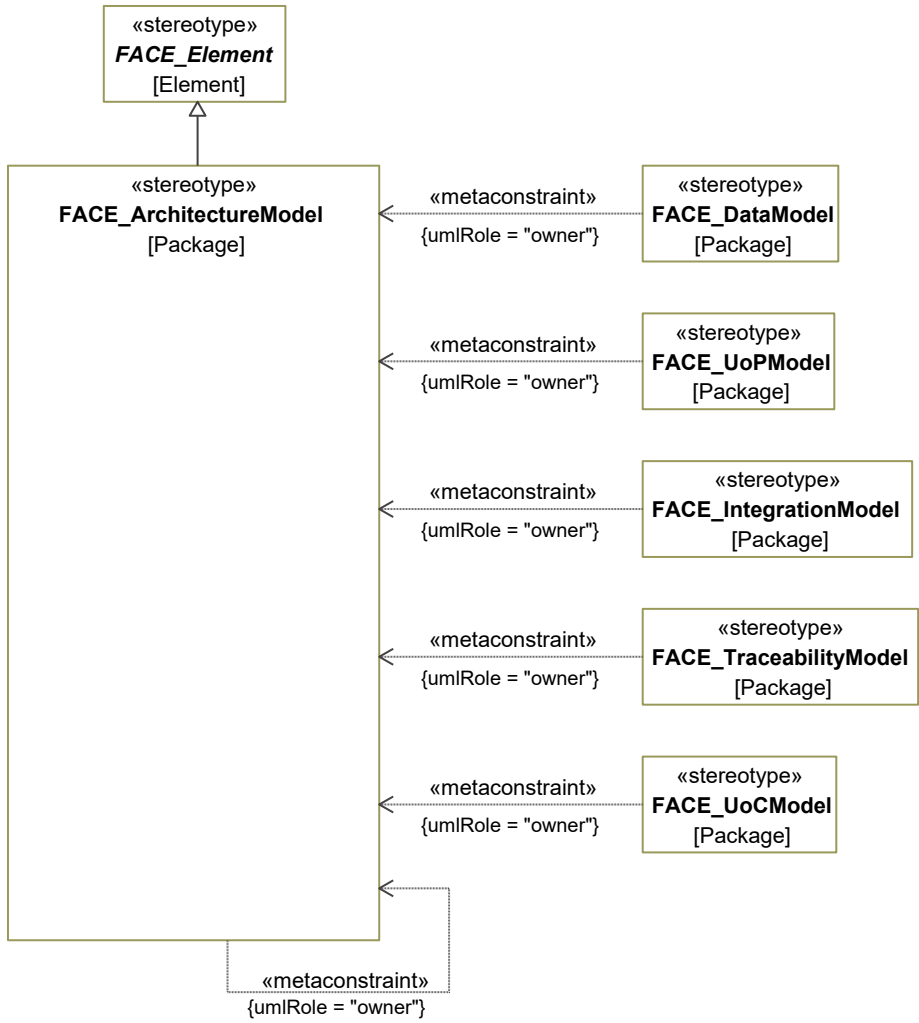 «stereotype»
FACE_Element
[Element]
«stereotype»
FACE_ArchitectureModel
[Package]
«metaconstraint»
{umlRole = "owner"}
«stereotype»
FACE_DataModel
[Package]
«metaconstraint»
{umlRole = "owner"}
«stereotype»
FACE_UoPModel
[Package]
«metaconstraint»
{umlRole = "owner"}
«stereotype»
FACE_IntegrationModel
[Package]
«metaconstraint»
{umlRole = "owner"}
«stereotype»
FACE_TraceabilityModel
[Package]
«metaconstraint»
{umlRole = "owner"}
«stereotype»
FACE_UoCModel
[Package]
«metaconstraint»
{umlRole = "owner"}